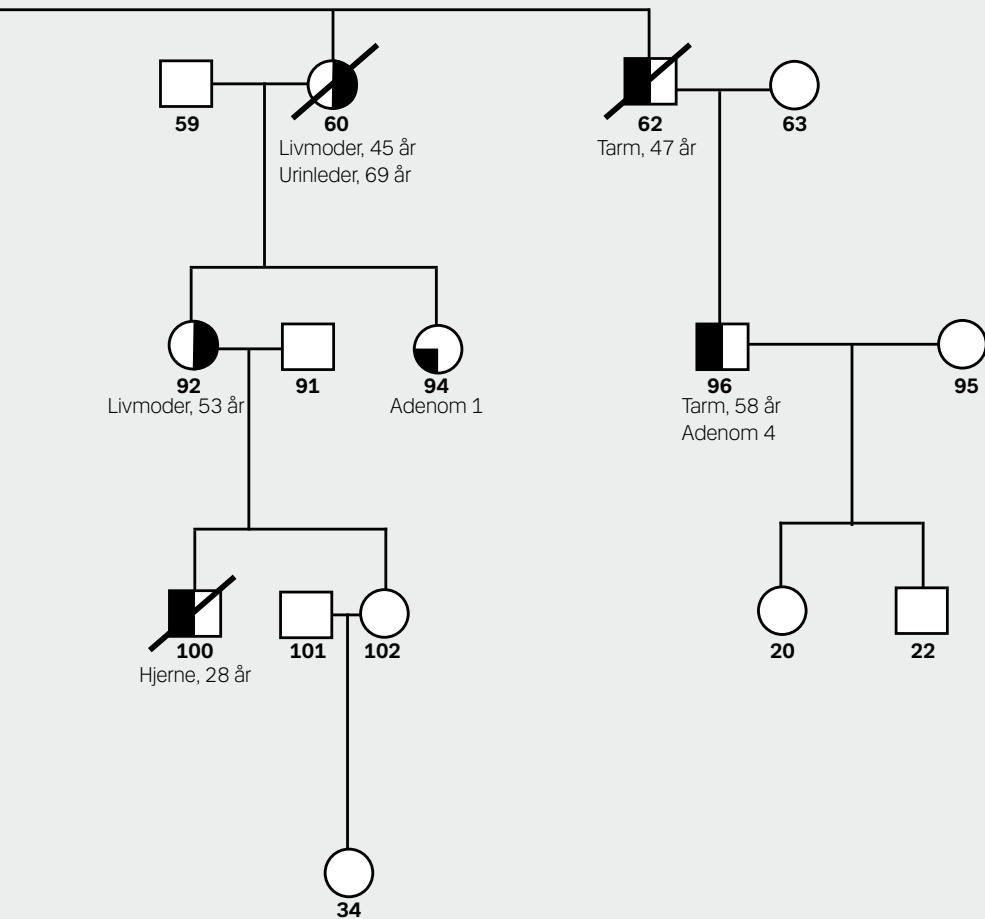 59
60
Livmoder, 45 år
Urinleder, 69 år
62
Tarm, 47 år
63
92
Livmoder, 53 år
91
94
Adenom 1
96
Tarm, 58 år
Adenom 4
95
100
Hjerne, 28 år
101
102
20
22
34